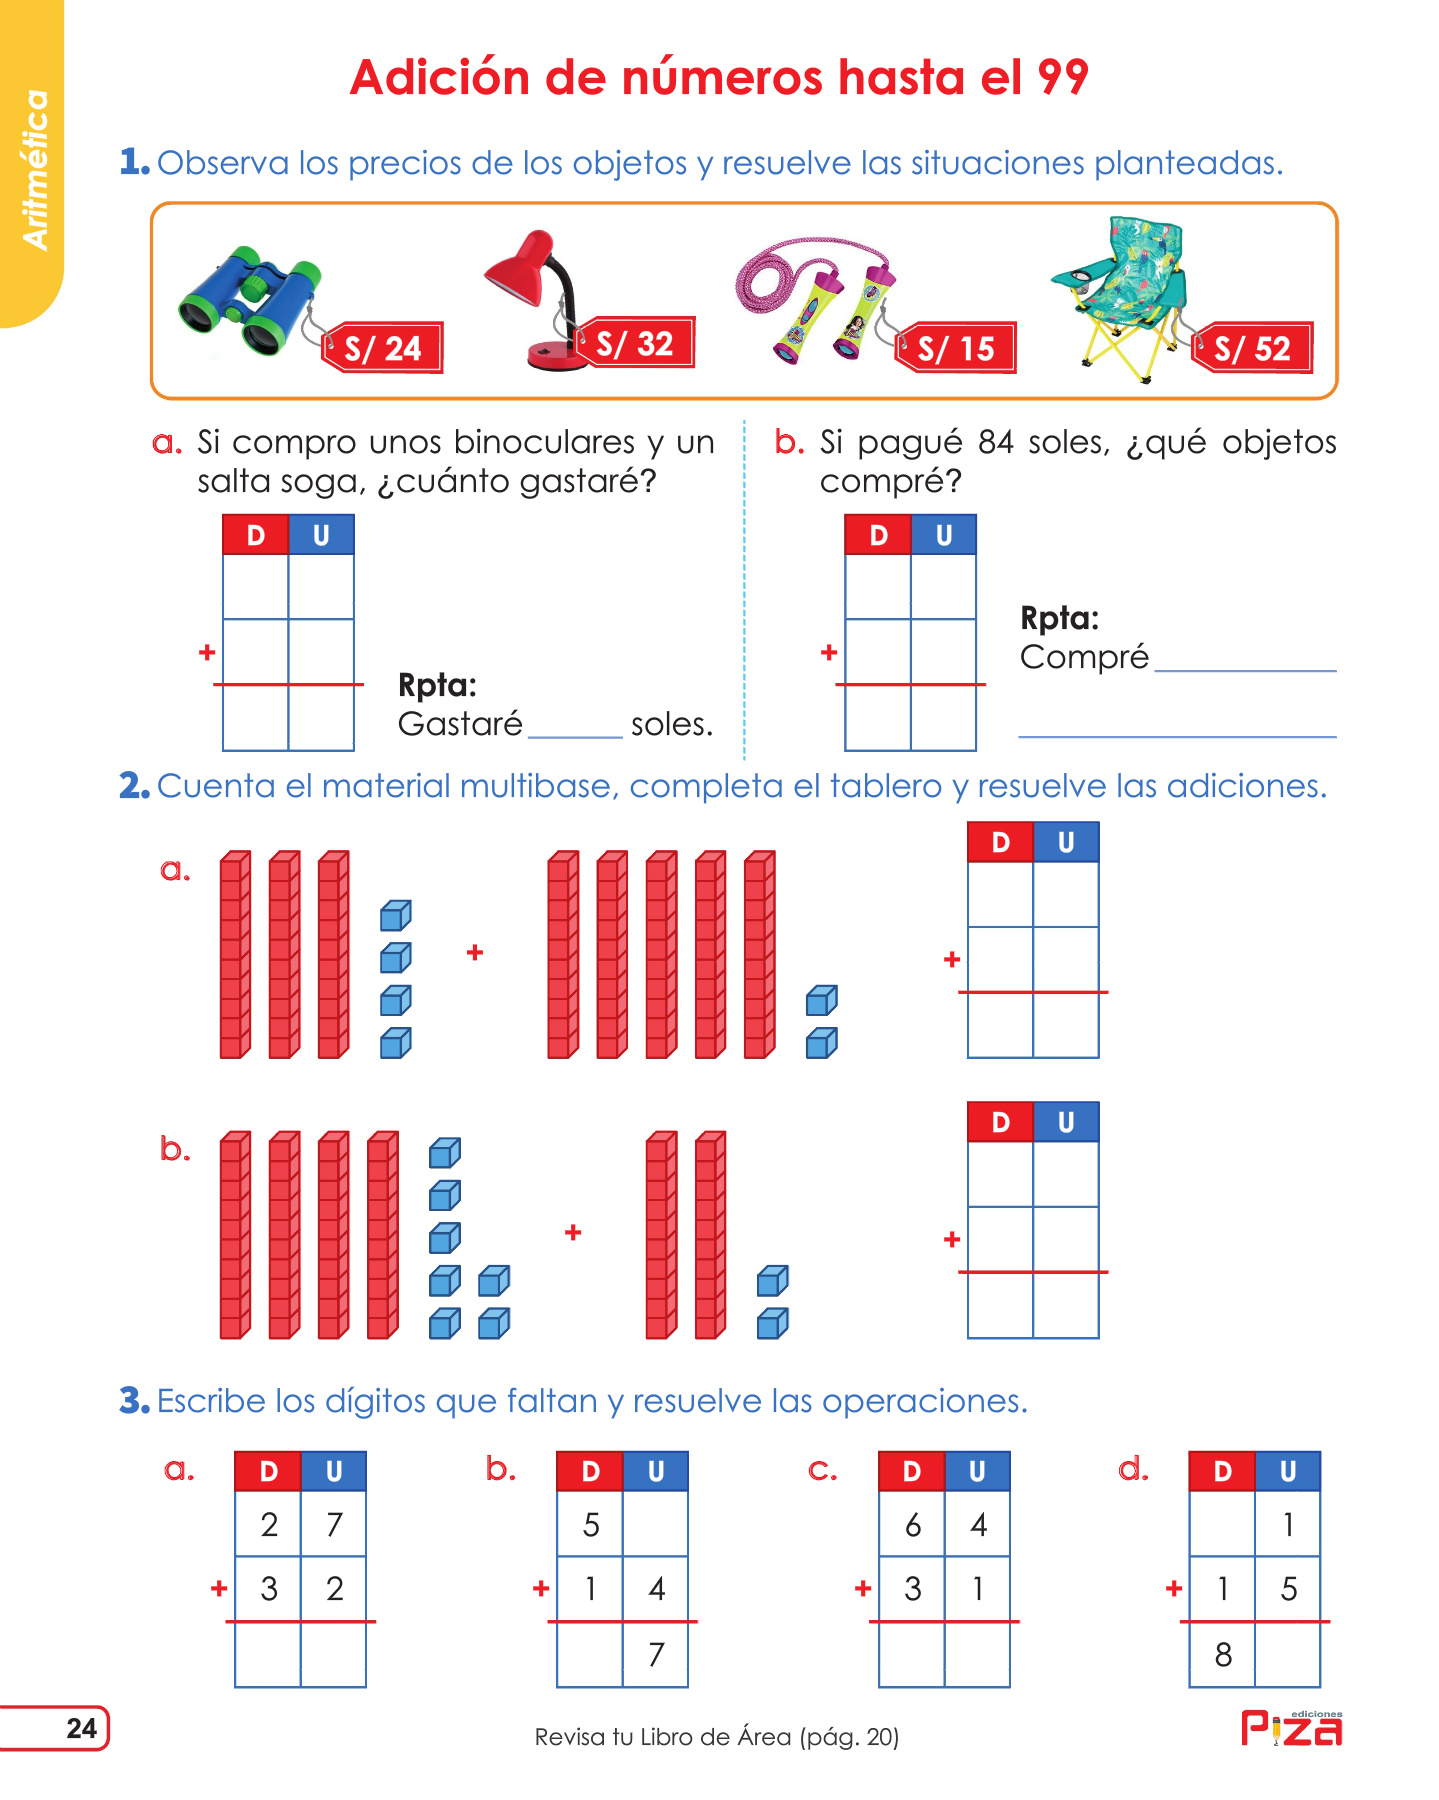 Aritmética
Adición de números hasta el 99
1. Observa los precios de los objetos y resuelve las situaciones planteadas.
S/ 24
S/ 32
S/ 15
S/ 52
a. Si compro unos binoculares y un
salta soga, ¿cuánto gastaré?
D U
+
Rpta:
Gastaré______ soles.
b. Si pagué 84 soles, ¿qué objetos
compré?
D U
+
Rpta:
Compré
2. Cuenta el material multibase, completa el tablero y resuelve las adiciones.
a.
+
D U
+
b.
+
D U
+
3. Escribe los dígitos que faltan y resuelve las operaciones.
a.
D U
2 7
+ 3 2
b.
D U
5
+ 1 4
7
c.
D U
6 4
+ 3 1
d.
D U
1
+ 1 5
8
24
Revisa tu Libro de Área (pág. 20)
ediciones
Piza